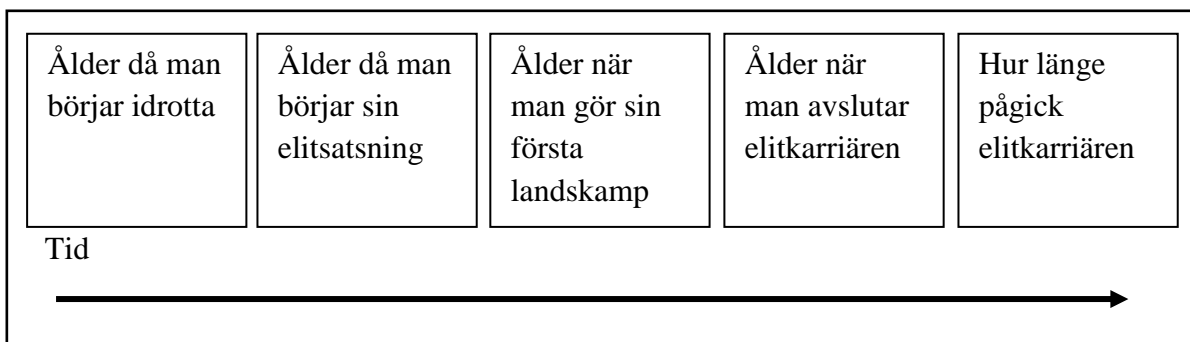 Ålder då man
börjar idrotta
Ålder då man
börjar sin
elitsatsning
Ålder när
man gör sin
första
landskamp
Ålder när
man avslutar
elitkarriären
Hur länge
pågick
elitkarriären
Tid